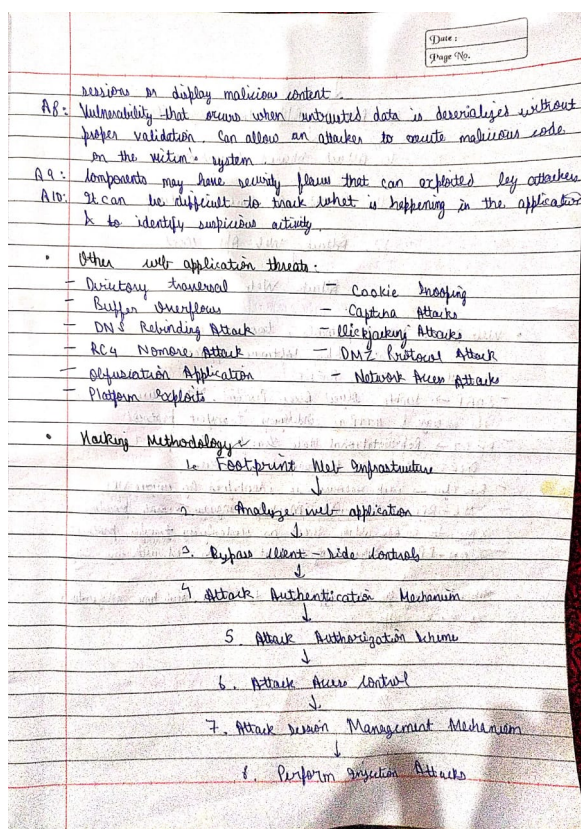 Date :
Page No.
sessions or display malicious content.
A8: Vulnerability that occurs when untrusted data is deserializes without
proper validation. Can allow an attacker to execute malicious code
on the victim's system.
A9: Components may have security flaws that can exploited by attackers
A10: It can be difficult to track what is happening in the application
& to identify suspicious activity.
• Other web application threats:
- Directory traversal - Cookie Snooping
- Buffer Overflows - Captcha Attacks
- DNS Rebinding Attack - Clickjacking Attacks
- RC4 Nomore Attack - DMZ Protocol Attack
- Obfuscation Application - Network Access Attacks
- Platform Exploits.
• Hacking Methodology
1. Footprint Web Infrastructure
↓
2. Analyze web application
↓
3. Bypass Client-Side Controls
↓
4. Attack Authentication Mechanism
↓
5. Attack Authorization Scheme
↓
6. Attack Access Control
↓
7. Attack Session Management Mechanism
↓
8. Perform Injection Attacks